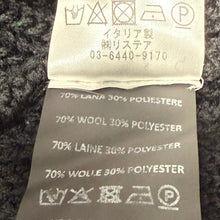 イタリア製
㈱リステア
03-6440-9170
70% LANA 30% POLIESTERE
70% WOOL 30% POLYESTER
70% LAINE 30% POLYESTER
70% WOLLE 30% POLYESTER